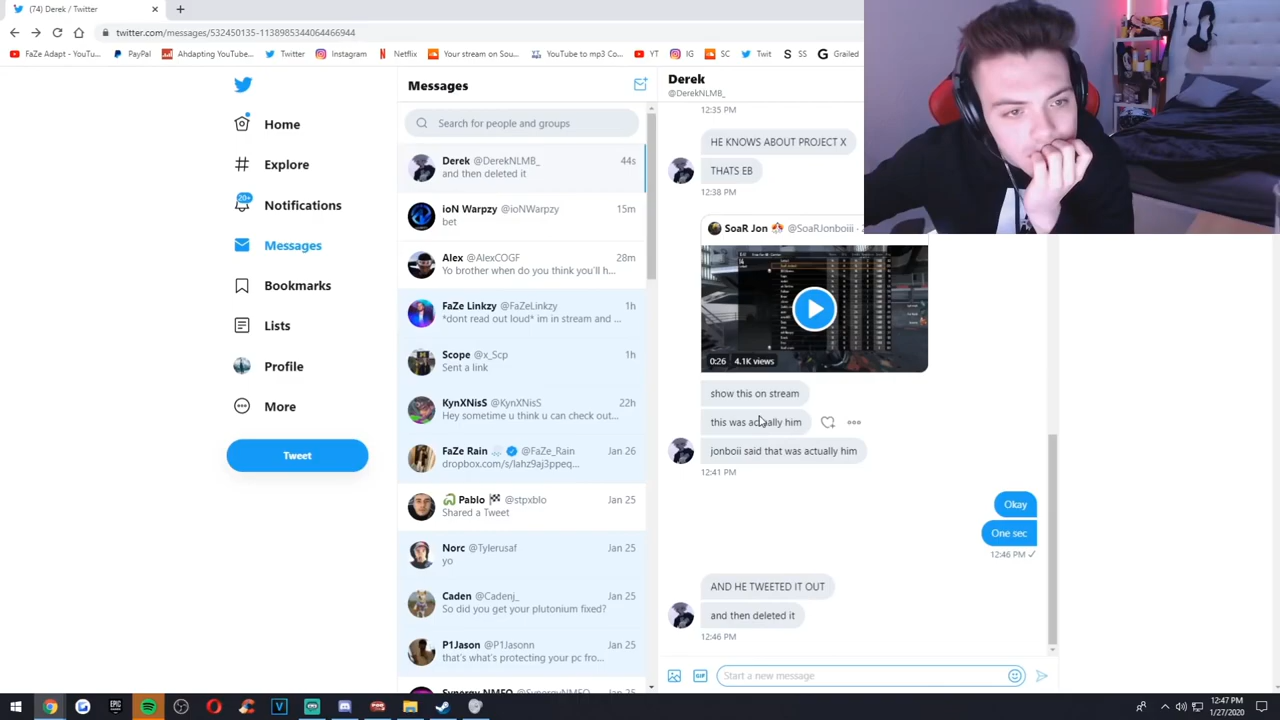 (74) Derek / Twitter
twitter.com/messages/532450135-1138985344064466944
FaZe Adapt - YouTu...
PayPal
Ahdapting YouTube...
Twitter
Instagram
Netflix
Your stream on Sou...
YouTube to mp3 Co...
YT
IG
SC
Twit
S SS
G Grailed
Home
Explore
20+
Notifications
Messages
Bookmarks
Lists
Profile
More
Tweet
Messages
Search for people and groups
Derek @DerekNLMB_ 44s
and then deleted it
ioN Warpzy @ioNWarpzy 15m
bet
Alex @AlexCOGF 28m
Yo brother when do you think you'll h...
FaZe Linkzy @FaZeLinkzy 1h
*dont read out loud* im in stream and ...
Scope @x_Scp 1h
Sent a link
KynXNisS @KynXNisS 22h
Hey sometime u think u can check out...
FaZe Rain @FaZe_Rain Jan 26
dropbox.com/s/lahz9aj3ppeq...
Pablo @stpxblo Jan 25
Shared a Tweet
Norc @Tylerusaf Jan 25
yo
Caden @Cadenj_ Jan 25
So did you get your plutonium fixed?
P1Jason @P1Jasonn Jan 25
that's what's protecting your pc fro...
Synergy NMFO @SynergyNMFO Jan 25
Derek
@DerekNLMB_
12:35 PM
HE KNOWS ABOUT PROJECT X
THATS EB
12:38 PM
SoaR Jon @SoaRJonboiii ·
0:26 4.1K views
show this on stream
this was actually him
jonboii said that was actually him
12:41 PM
Okay
One sec
12:46 PM ✓
AND HE TWEETED IT OUT
and then deleted it
12:46 PM
GIF
Start a new message
EPIC
12:47 PM
1/27/2020